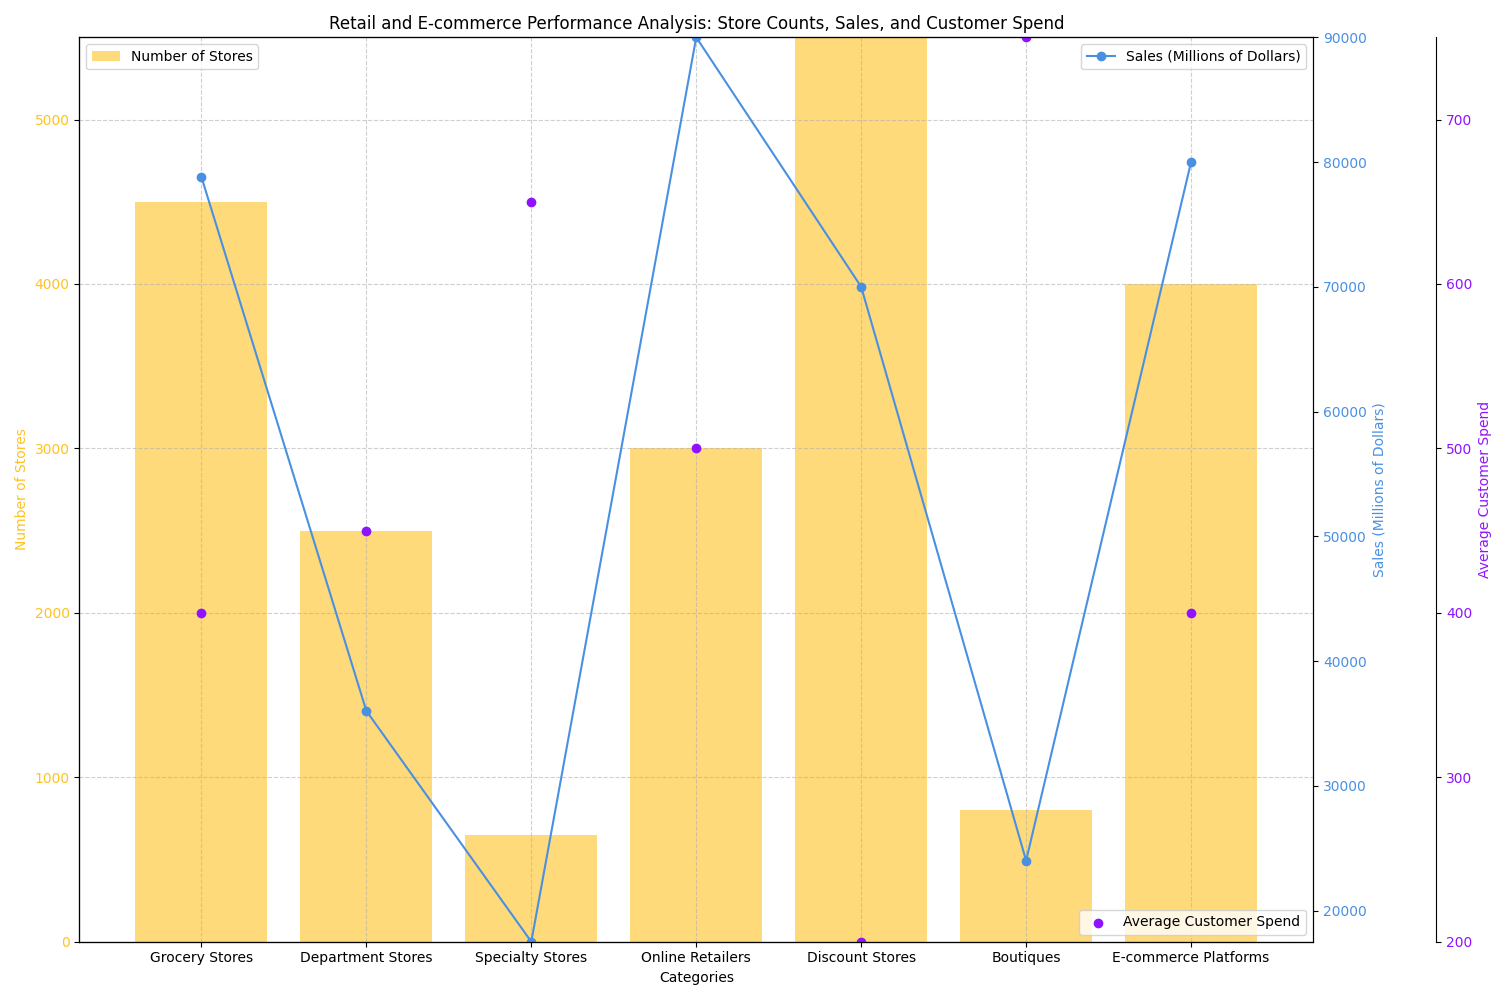 Retail and E-commerce Performance Analysis: Store Counts, Sales, and Customer Spend
Number of Stores
Sales (Millions of Dollars)
Average Customer Spend
Number of Stores
5000
4000
3000
2000
1000
0
90000
80000
70000
60000
50000
40000
30000
20000
Sales (Millions of Dollars)
700
600
500
400
300
200
Average Customer Spend
Grocery Stores
Department Stores
Specialty Stores
Online Retailers
Discount Stores
Boutiques
E-commerce Platforms
Categories